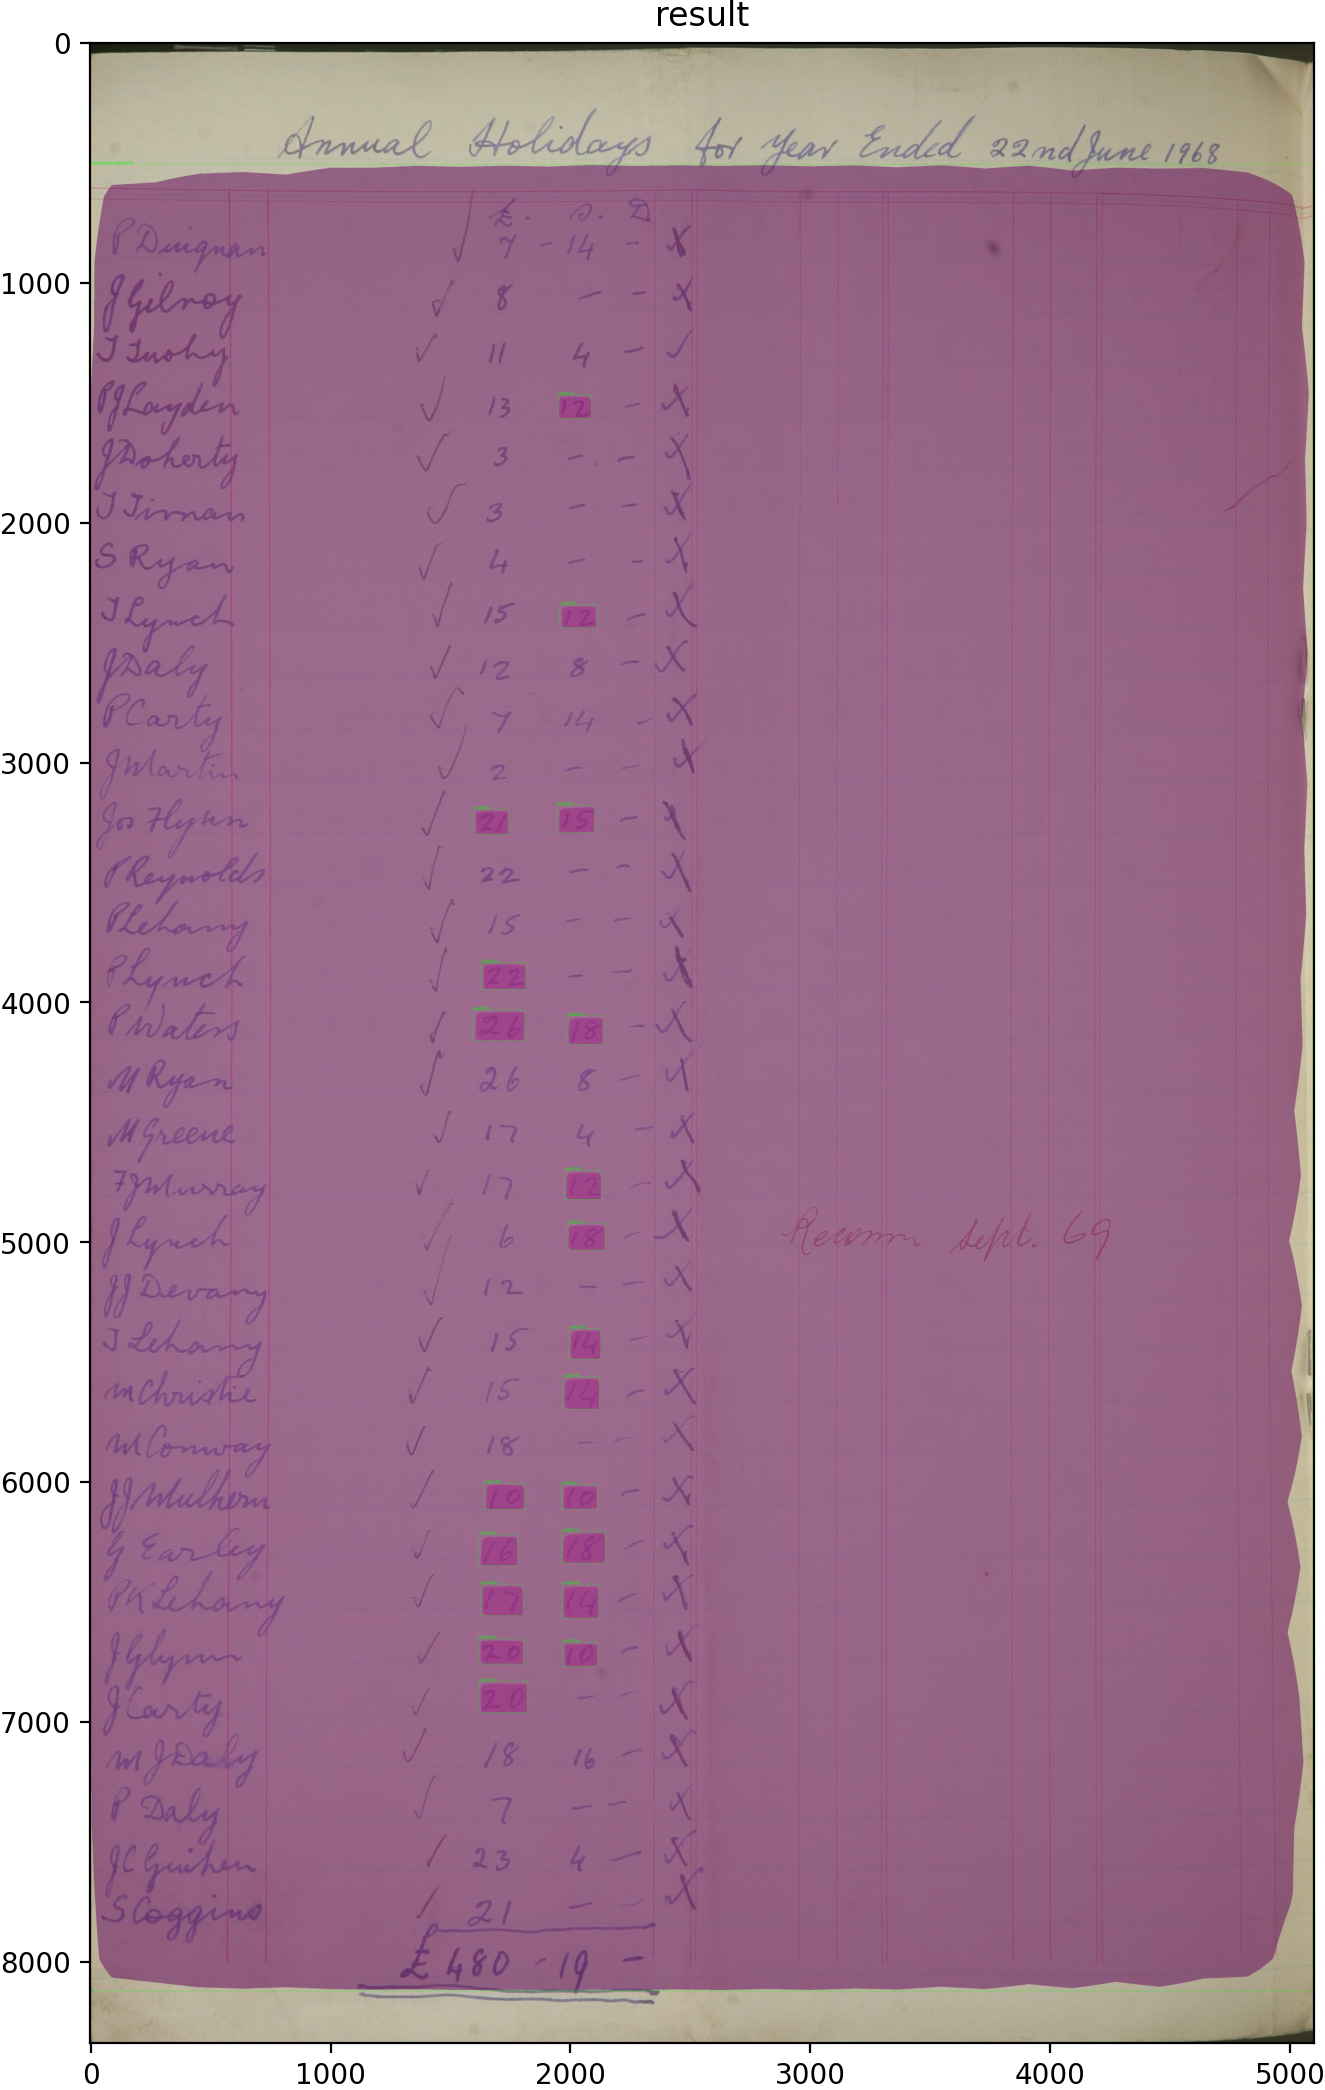 result
Annual Holidays for Year Ended 22nd June 1968
£. s. D
P Duignan √ 7 - 14 - X
J Gilroy √ 8 - - X
T Tuohy √ 11 4 - √
PJ Layden √ 13 12 - X
J Doherty √ 3 - - X
T Tirnan √ 3 - - X
S Ryan √ 4 - - X
T Lynch √ 15 12 - X
J Daly √ 12 8 - X
P Carty √ 7 14 - X
J Martin √ 2 - - X
Jos Flynn √ 21 15 - X
P Reynolds √ 22 - - X
P Lehany √ 15 - - X
P Lynch √ 22 - - X
P Waters √ 26 18 - X
M Ryan √ 26 8 - X
M Greene √ 17 4 - X
FJ Murray √ 17 12 - X
J Lynch √ 6 18 - X sept. 69
JJ Devany √ 12 - - X
T Lehany √ 15 14 - X
M Christie √ 15 14 - X
M Conway √ 18 - - X
JJ Mulhern √ 10 10 - X
G Earley √ 16 18 - X
PK Lehany √ 17 14 - X
J Glynn √ 20 10 - X
J Carty √ 20 - - X
M J Daly √ 18 16 - X
P Daly √ 7 - - X
JC Guihen √ 23 4 - X
S Coggins √ 21 - - X
£480 - 19 -
0
1000
2000
3000
4000
5000
6000
7000
8000
0 1000 2000 3000 4000 5000